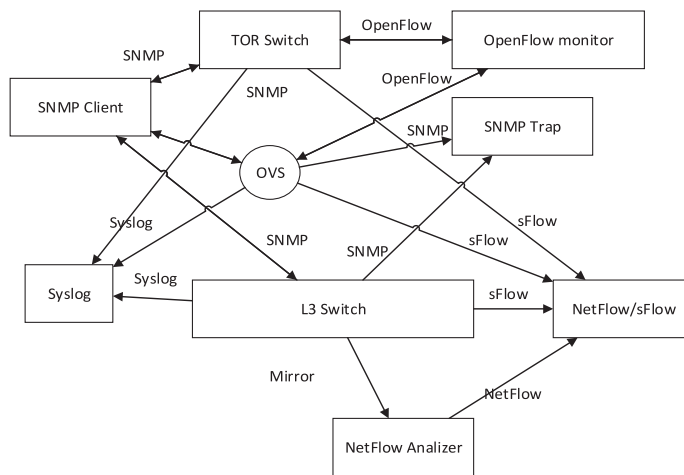 OpenFlow
TOR Switch
OpenFlow monitor
SNMP
OpenFlow
SNMP
SNMP Client
SNMP
SNMP Trap
OVS
Syslog
sFlow
SNMP
sFlow
SNMP
Syslog
Syslog
sFlow
L3 Switch
NetFlow/sFlow
Mirror
NetFlow
NetFlow Analizer